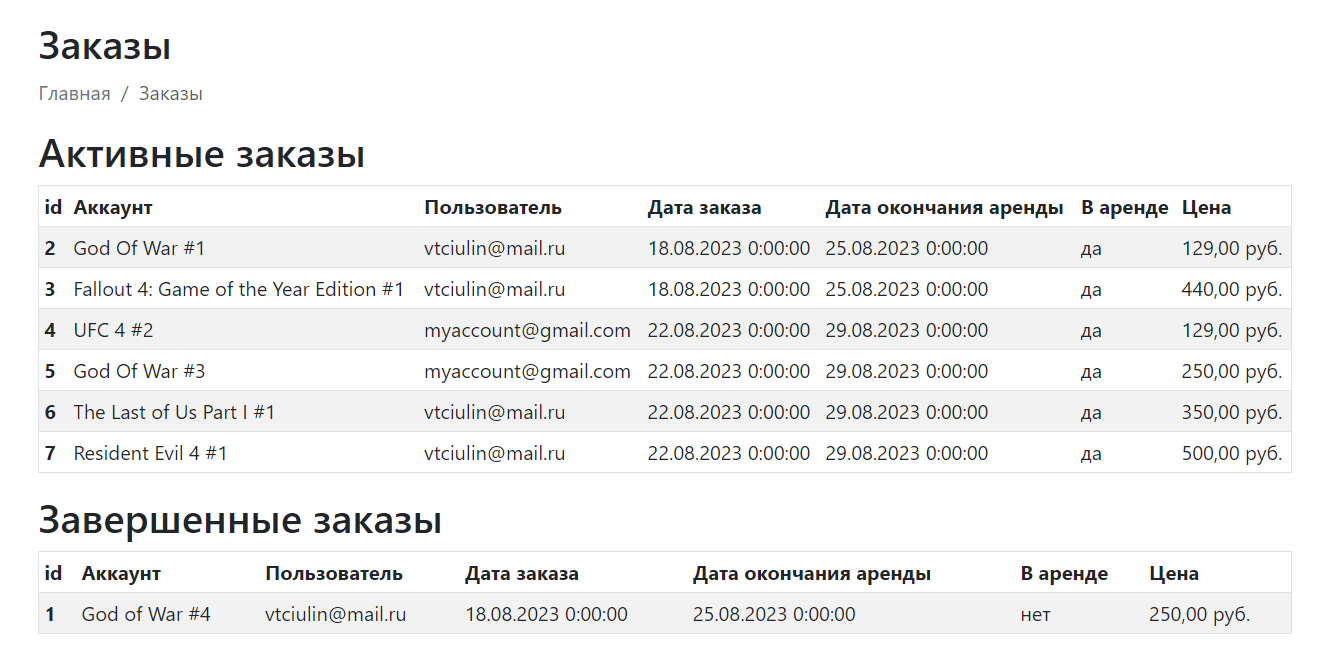 Заказы
Главная / Заказы
Активные заказы
id Аккаунт Пользователь Дата заказа Дата окончания аренды В аренде Цена
2 God Of War #1 vtciulin@mail.ru 18.08.2023 0:00:00 25.08.2023 0:00:00 да 129,00 руб.
3 Fallout 4: Game of the Year Edition #1 vtciulin@mail.ru 18.08.2023 0:00:00 25.08.2023 0:00:00 да 440,00 руб.
4 UFC 4 #2 myaccount@gmail.com 22.08.2023 0:00:00 29.08.2023 0:00:00 да 129,00 руб.
5 God Of War #3 myaccount@gmail.com 22.08.2023 0:00:00 29.08.2023 0:00:00 да 250,00 руб.
6 The Last of Us Part I #1 vtciulin@mail.ru 22.08.2023 0:00:00 29.08.2023 0:00:00 да 350,00 руб.
7 Resident Evil 4 #1 vtciulin@mail.ru 22.08.2023 0:00:00 29.08.2023 0:00:00 да 500,00 руб.
Завершенные заказы
id Аккаунт Пользователь Дата заказа Дата окончания аренды В аренде Цена
1 God of War #4 vtciulin@mail.ru 18.08.2023 0:00:00 25.08.2023 0:00:00 нет 250,00 руб.